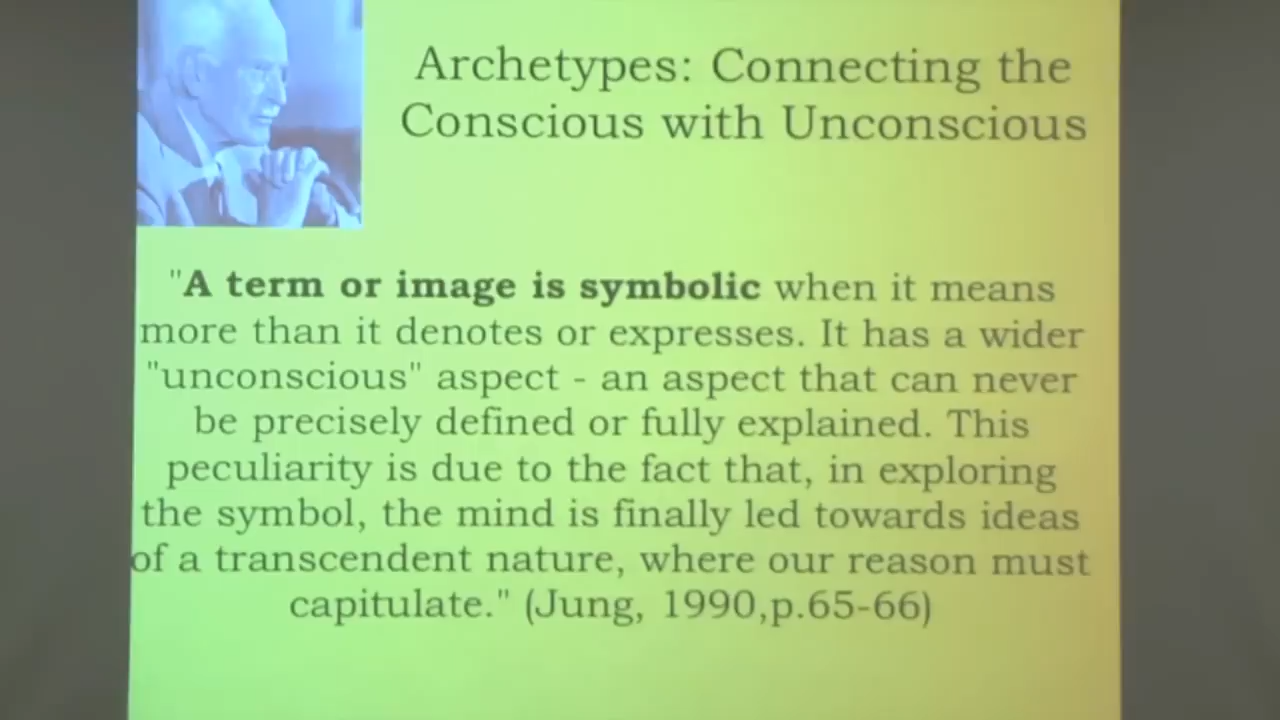 Archetypes: Connecting the
Conscious with Unconscious
"A term or image is symbolic when it means
more than it denotes or expresses. It has a wider
"unconscious" aspect - an aspect that can never
be precisely defined or fully explained. This
peculiarity is due to the fact that, in exploring
the symbol, the mind is finally led towards ideas
of a transcendent nature, where our reason must
capitulate." (Jung, 1990,p.65-66)